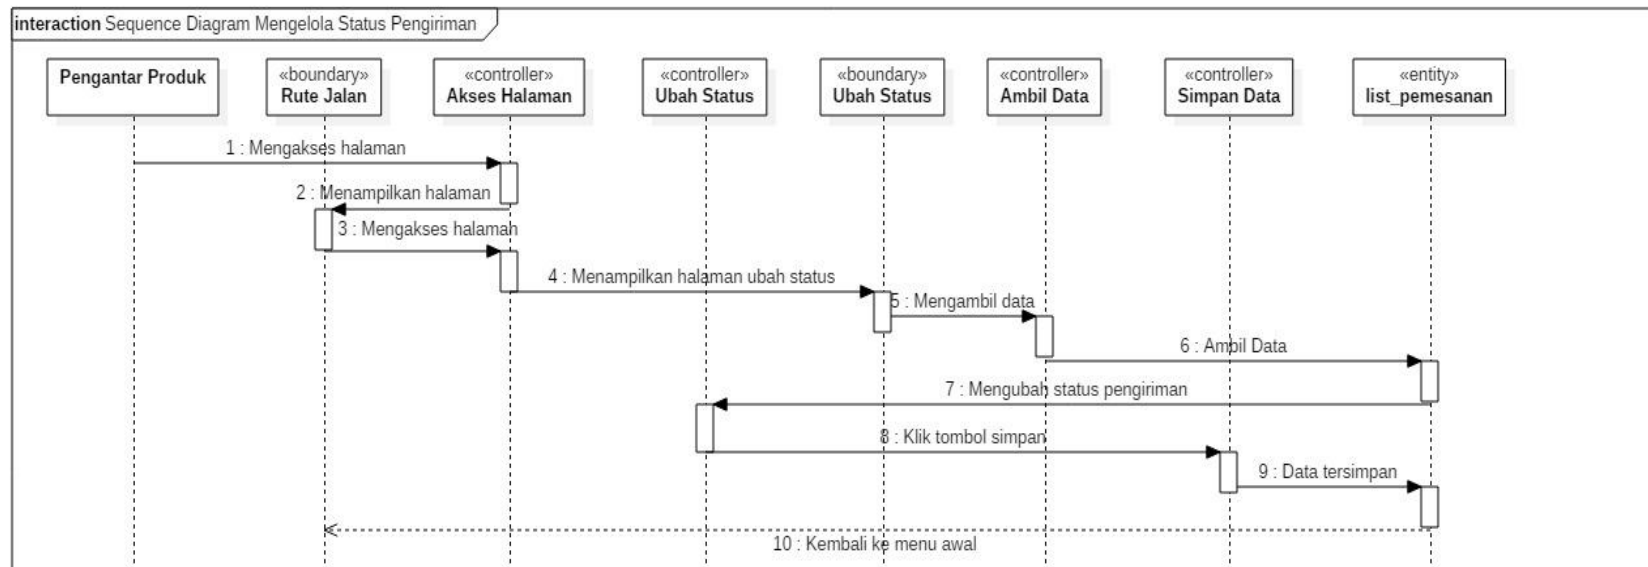 interaction Sequence Diagram Mengelola Status Pengiriman
Pengantar Produk
«boundary»
Rute Jalan
«controller»
Akses Halaman
«controller»
Ubah Status
«boundary»
Ubah Status
«controller»
Ambil Data
«controller»
Simpan Data
«entity»
list_pemesanan
1 : Mengakses halaman
2 : Menampilkan halaman
3 : Mengakses halaman
4 : Menampilkan halaman ubah status
5 : Mengambil data
6 : Ambil Data
7 : Mengubah status pengiriman
8 : Klik tombol simpan
9 : Data tersimpan
10 : Kembali ke menu awal